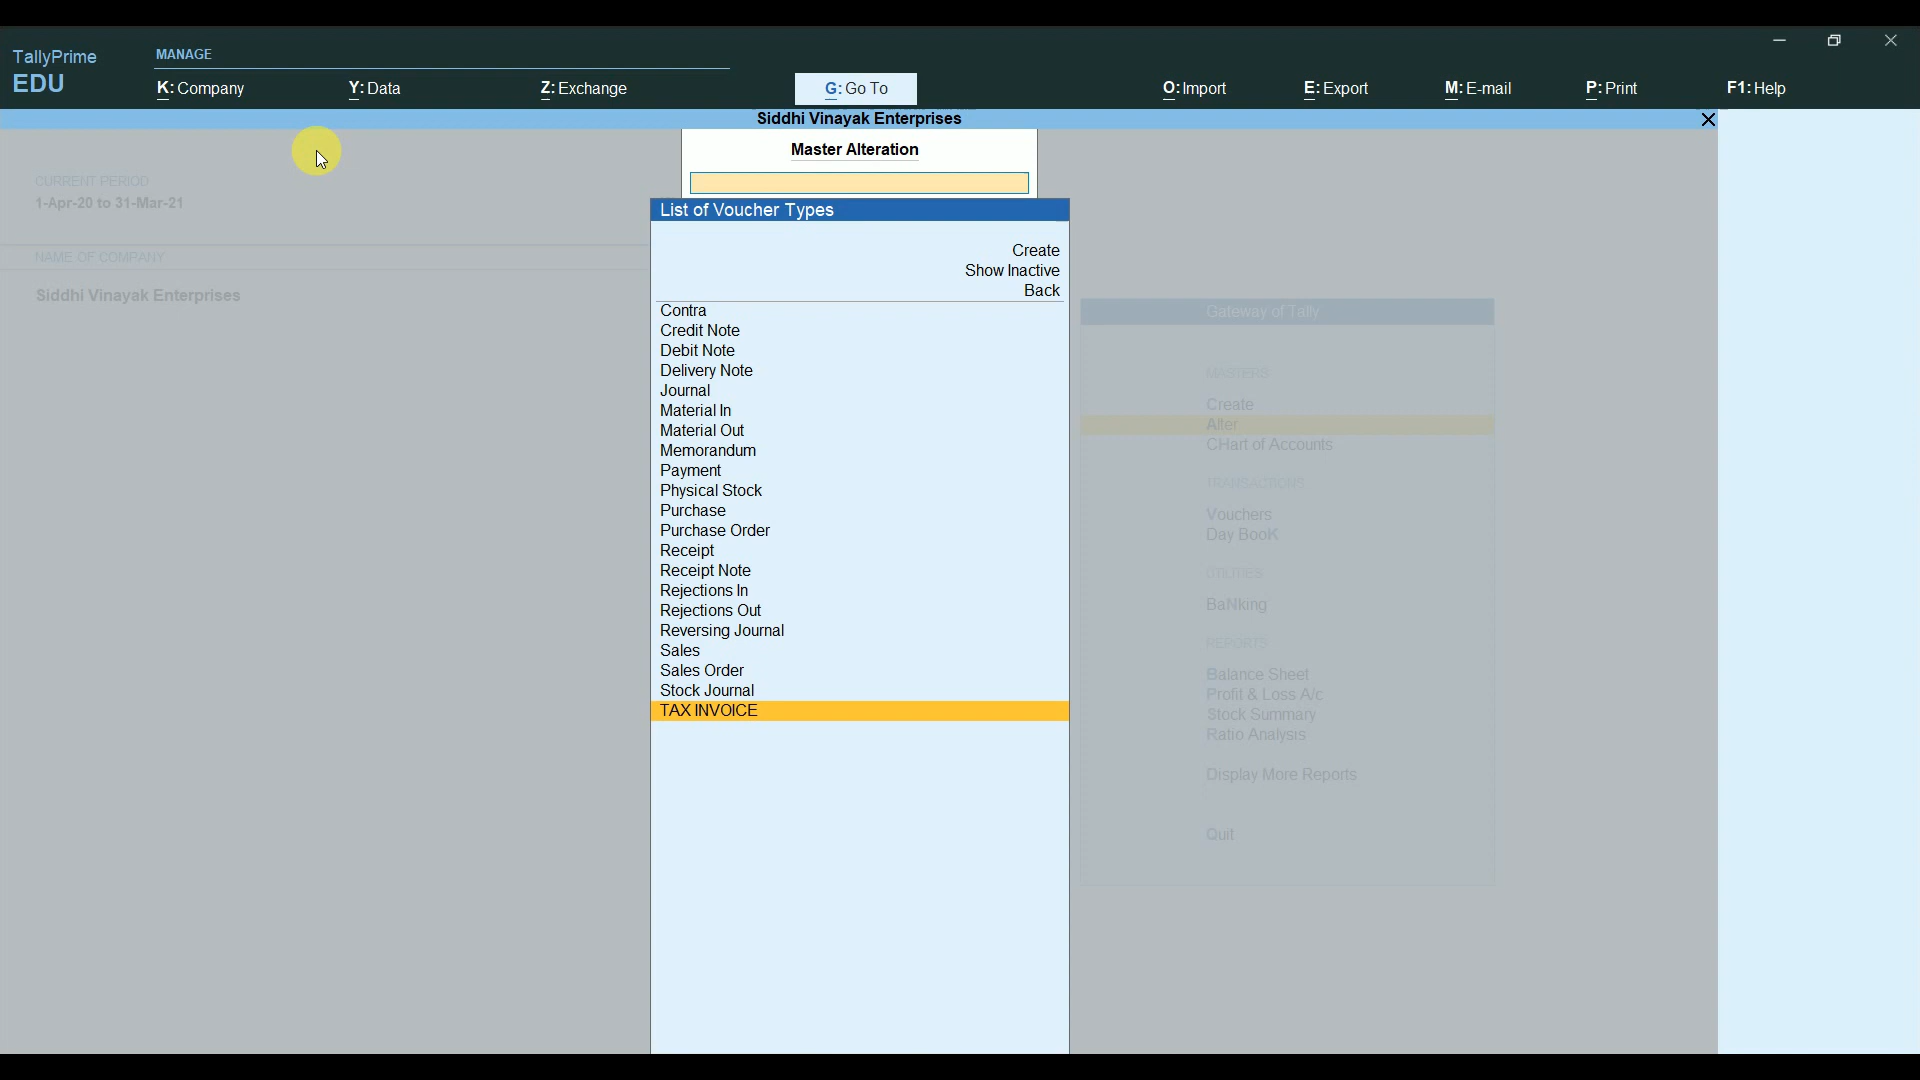 TallyPrime
EDU
MANAGE
K: Company
Y: Data
Z: Exchange
G: Go To
O: Import
E: Export
M: E-mail
P: Print
F1: Help
Siddhi Vinayak Enterprises
Master Alteration
CURRENT PERIOD
1-Apr-20 to 31-Mar-21
NAME OF COMPANY
Siddhi Vinayak Enterprises
List of Voucher Types
Create
Show Inactive
Back
Contra
Credit Note
Debit Note
Delivery Note
Journal
Material In
Material Out
Memorandum
Payment
Physical Stock
Purchase
Purchase Order
Receipt
Receipt Note
Rejections In
Rejections Out
Reversing Journal
Sales
Sales Order
Stock Journal
TAX INVOICE
Gateway of Tally
MASTERS
Create
Alter
CHart of Accounts
TRANSACTIONS
Vouchers
Day BooK
UTILITIES
BaNking
REPORTS
Balance Sheet
Profit & Loss A/c
Stock Summary
Ratio Analysis
Display More Reports
Quit